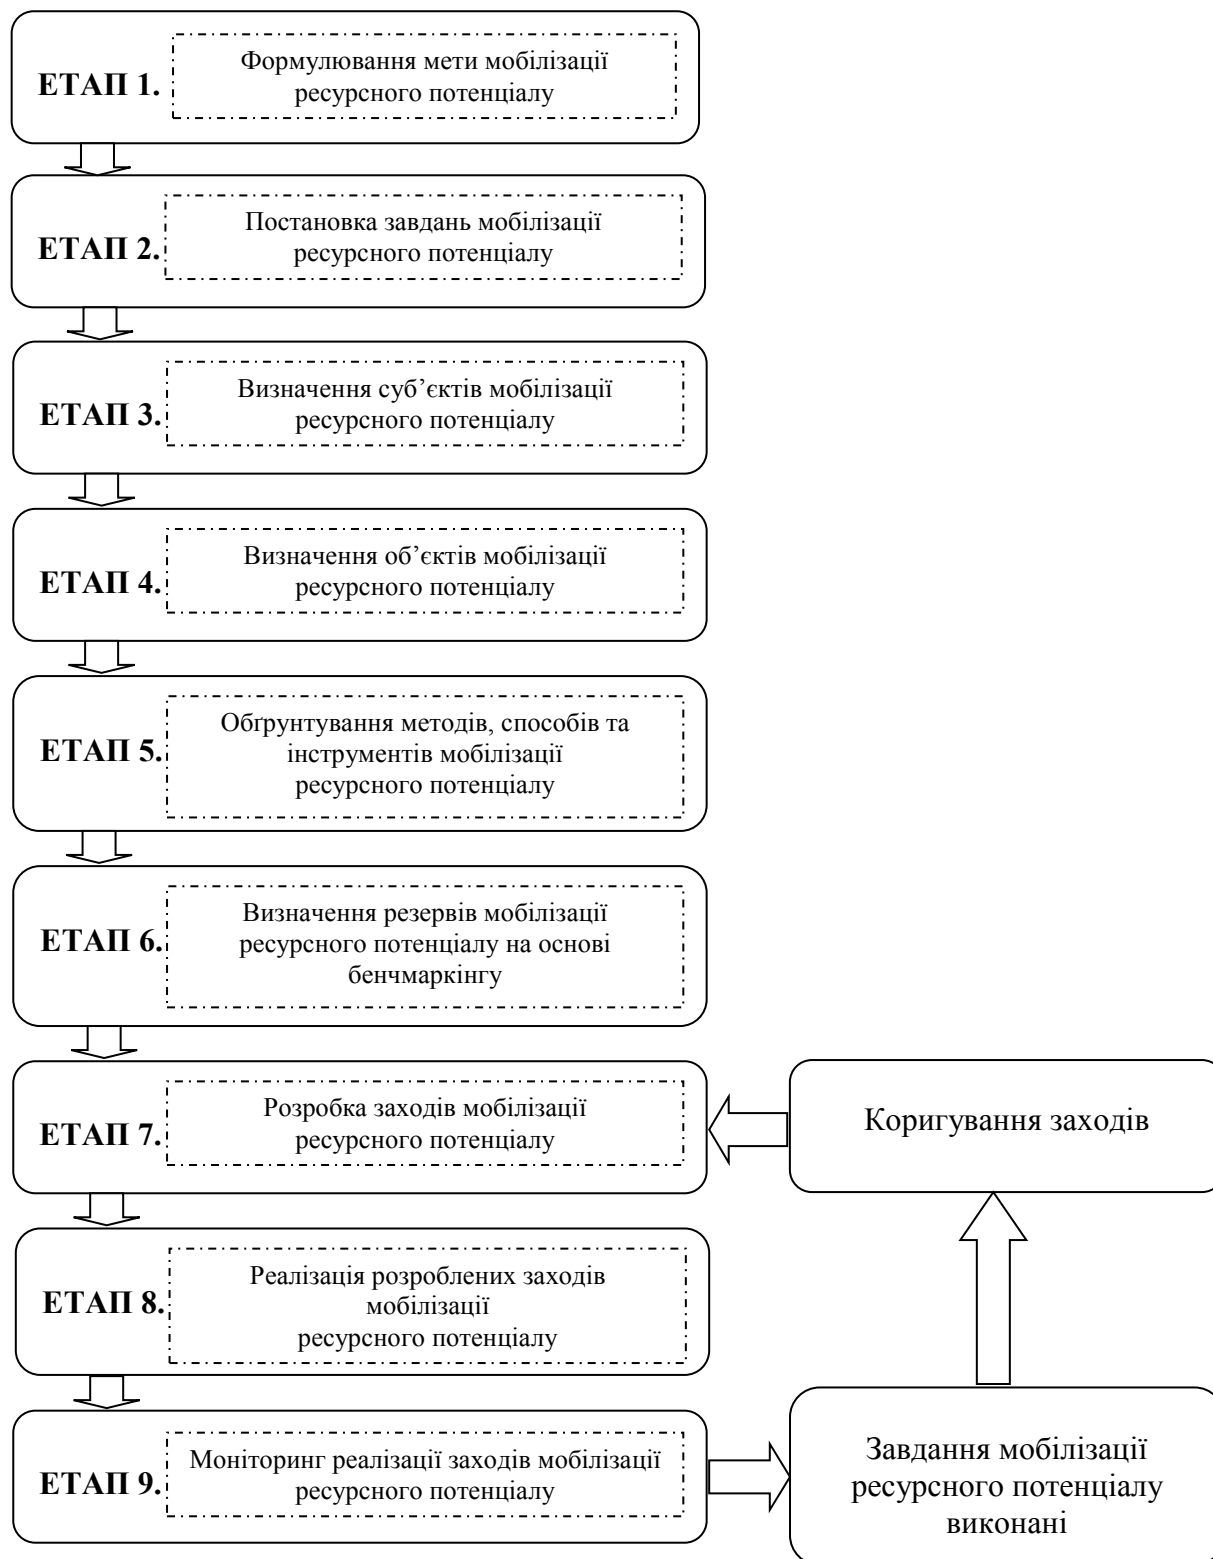 ЕТАП 1.
Формулювання мети мобілізації
ресурсного потенціалу
ЕТАП 2.
Постановка завдань мобілізації
ресурсного потенціалу
ЕТАП 3.
Визначення суб’єктів мобілізації
ресурсного потенціалу
ЕТАП 4.
Визначення об’єктів мобілізації
ресурсного потенціалу
ЕТАП 5.
Обґрунтування методів, способів та
інструментів мобілізації
ресурсного потенціалу
ЕТАП 6.
Визначення резервів мобілізації
ресурсного потенціалу на основі
бенчмаркінгу
ЕТАП 7.
Розробка заходів мобілізації
ресурсного потенціалу
Коригування заходів
ЕТАП 8.
Реалізація розроблених заходів
мобілізації
ресурсного потенціалу
ЕТАП 9.
Моніторинг реалізації заходів мобілізації
ресурсного потенціалу
Завдання мобілізації
ресурсного потенціалу
виконані